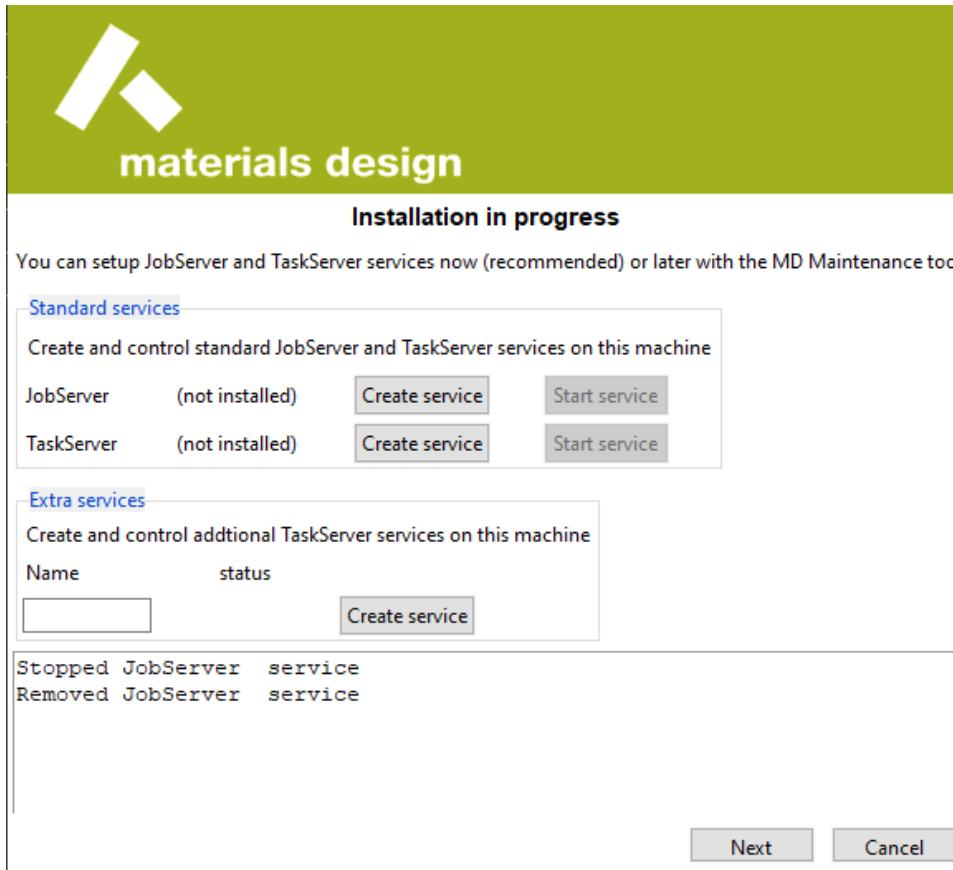 materials design
Installation in progress
You can setup JobServer and TaskServer services now (recommended) or later with the MD Maintenance too
Standard services
Create and control standard JobServer and TaskServer services on this machine
JobServer (not installed) Create service Start service
TaskServer (not installed) Create service Start service
Extra services
Create and control addtional TaskServer services on this machine
Name status
Create service
Stopped JobServer service
Removed JobServer service
Next Cancel